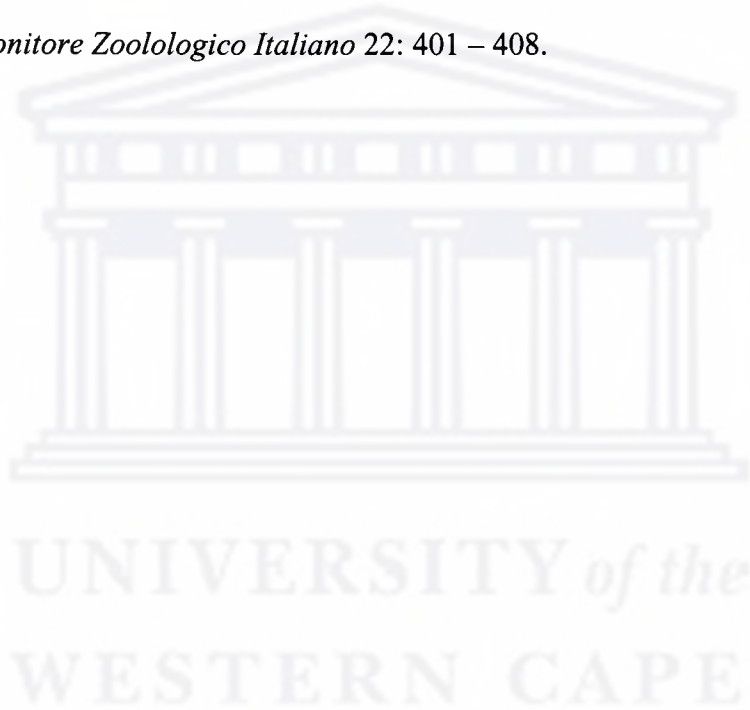 onitore Zoolologico Italiano 22: 401 – 408.
UNIVERSITY of the
WESTERN CAPE